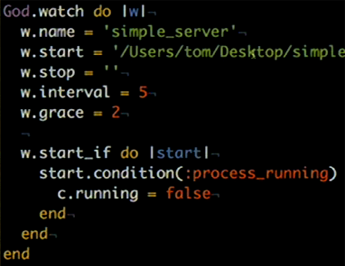 God.watch do |w|¬
  w.name = 'simple_server'¬
  w.start = '/Users/tom/Desktop/simple
  w.stop = ''¬
  w.interval = 5¬
  w.grace = 2¬
  ¬
  w.start_if do |start|¬
    start.condition(:process_running)
      c.running = false¬
    end¬
  end¬
end